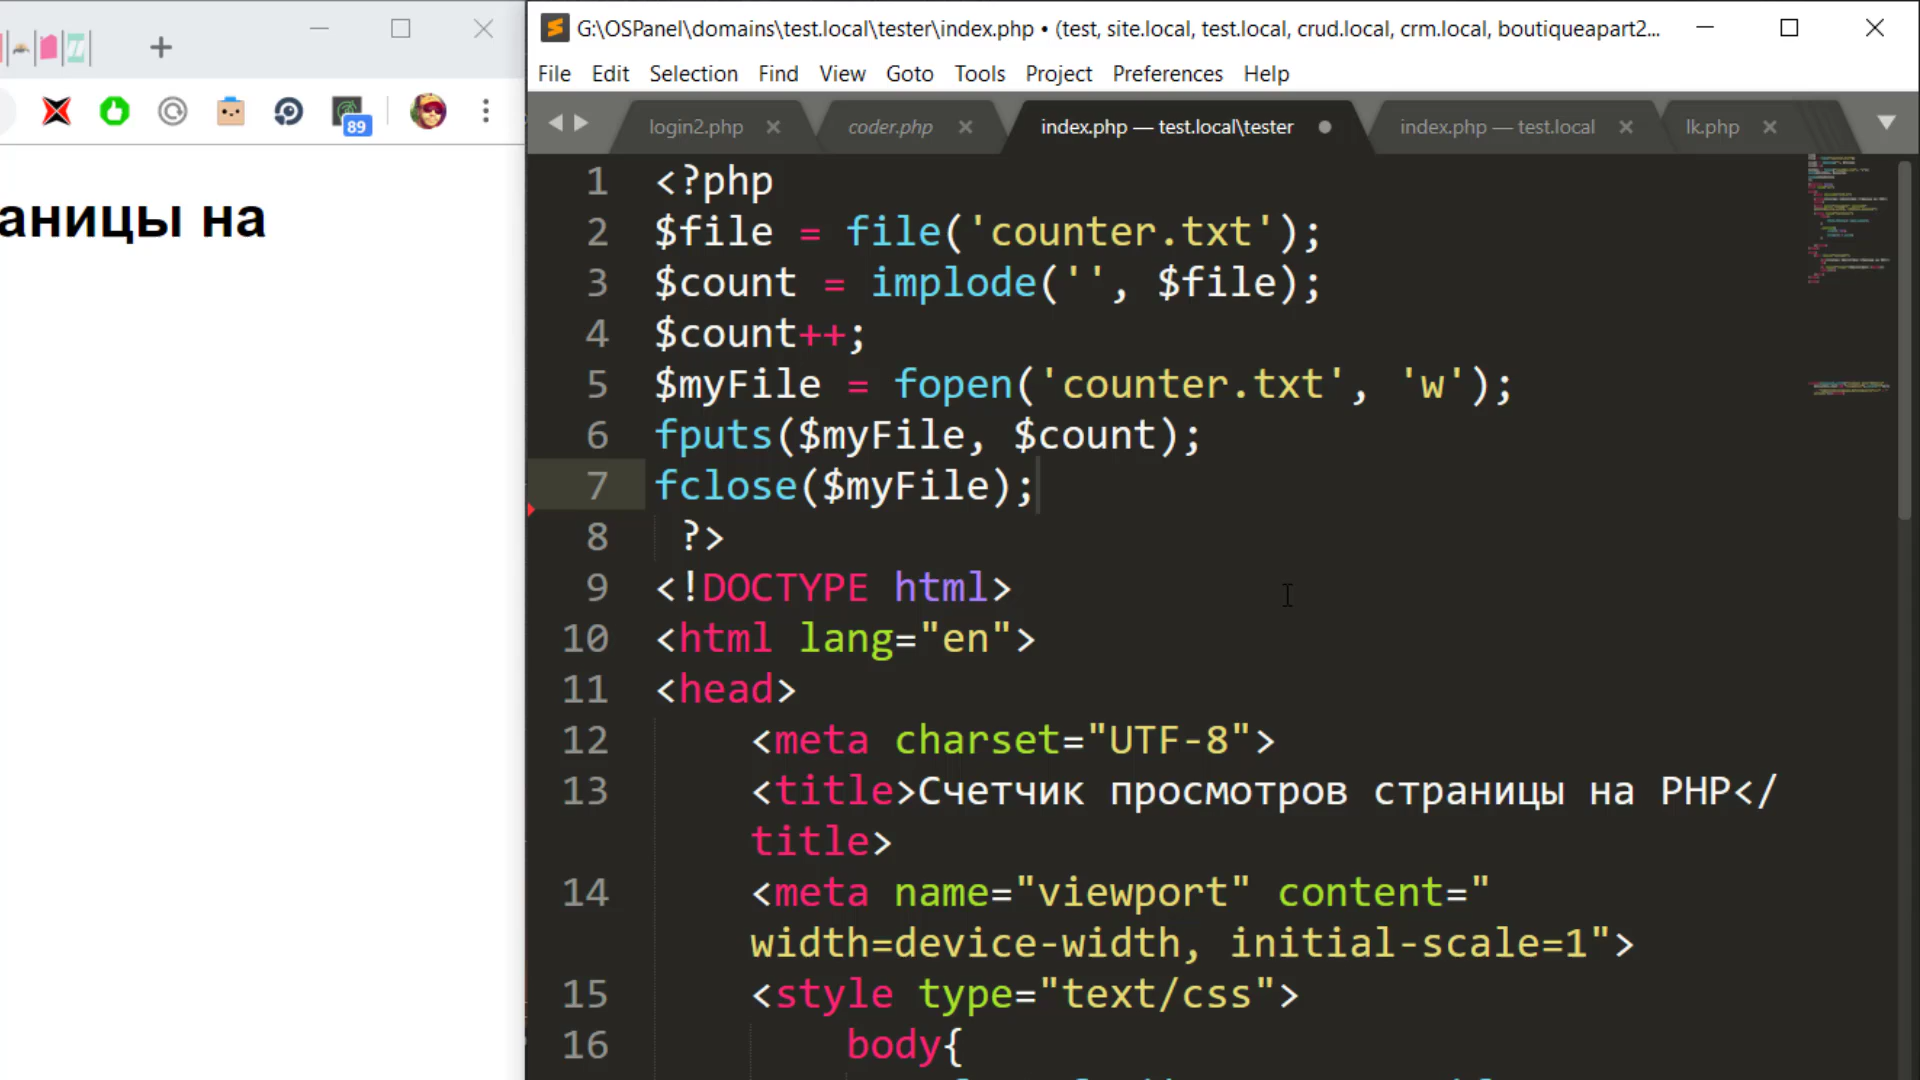 G:\OSPanel\domains\test.local\tester\index.php • (test, site.local, test.local, crud.local, crm.local, boutiqueapart2...
File Edit Selection Find View Goto Tools Project Preferences Help
89
login2.php
coder.php
index.php — test.local\tester
index.php — test.local
lk.php
аницы на
1 <?php
2 $file = file('counter.txt');
3 $count = implode('', $file);
4 $count++;
5 $myFile = fopen('counter.txt', 'w');
6 fputs($myFile, $count);
7 fclose($myFile);
8 ?>
9 <!DOCTYPE html>
10 <html lang="en">
11 <head>
12 <meta charset="UTF-8">
13 <title>Счетчик просмотров страницы на PHP</
title>
14 <meta name="viewport" content="
width=device-width, initial-scale=1">
15 <style type="text/css">
16 body{